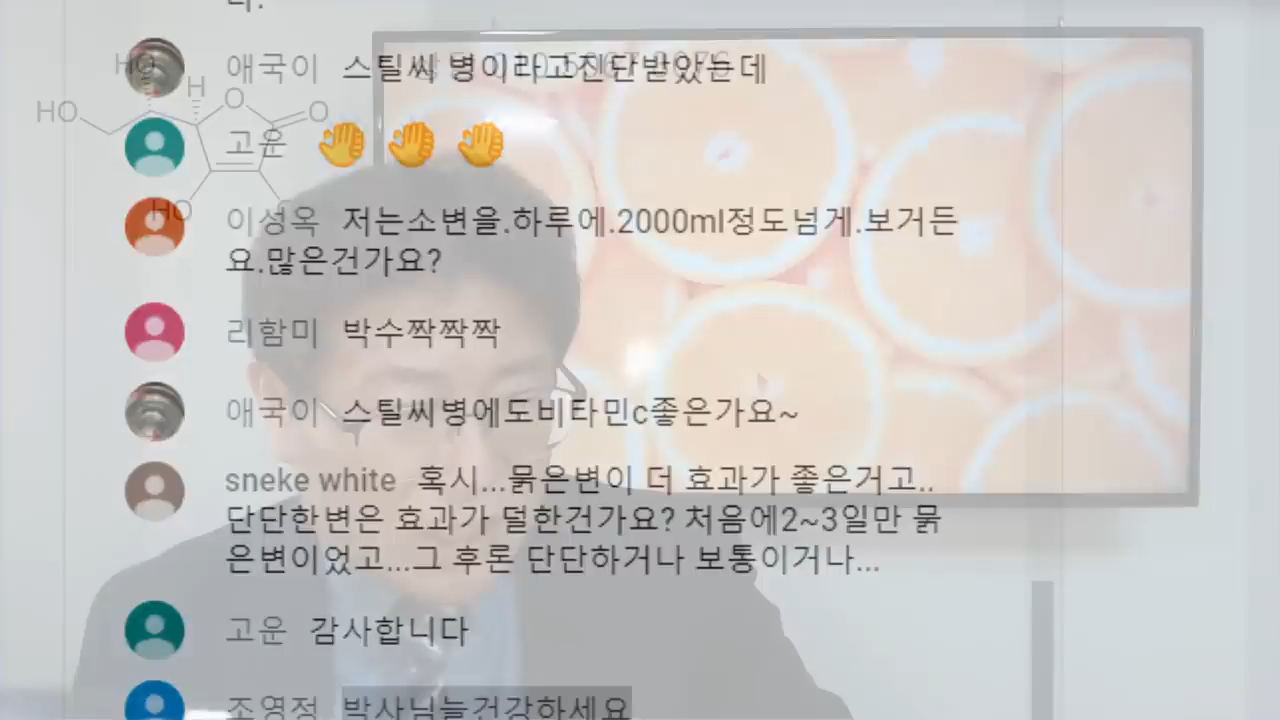 애국이 스틸씨 병이라고진단받았는데
고운
이성옥 저는소변을.하루에.2000ml정도넘게.보거든
요.많은건가요?
리함미 박수짝짝짝
애국이 스틸씨병에도비타민c좋은가요~
sneke white 혹시...묽은변이 더 효과가 좋은거고..
단단한변은 효과가 덜한건가요? 처음에2~3일만 묽
은변이었고...그 후론 단단하거나 보통이거나...
고운 감사합니다
조영정 박사님늘건강하세요
HO
H
O
O
HO
HO